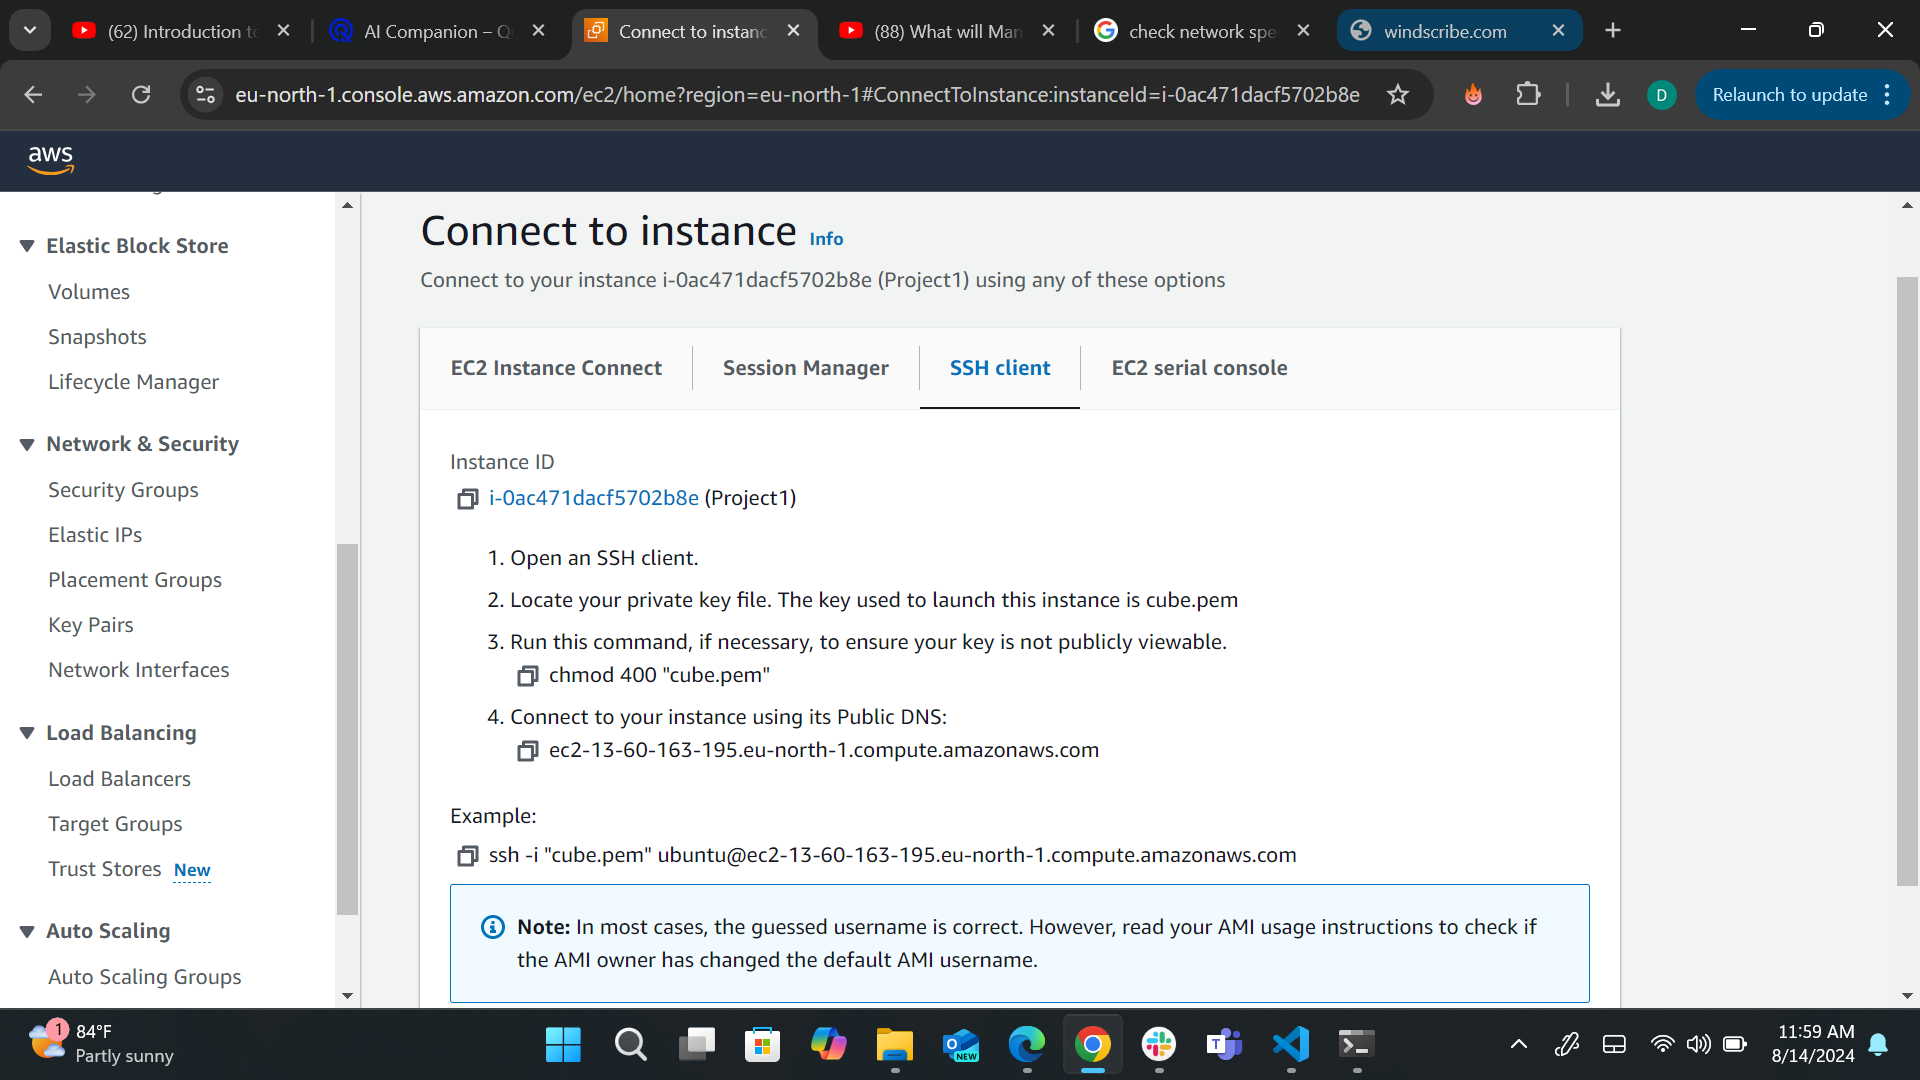 (62) Introduction to
AI Companion – Qu
Connect to instanc
(88) What will Man
check network spe
windscribe.com
eu-north-1.console.aws.amazon.com/ec2/home?region=eu-north-1#ConnectToInstance:instanceId=i-0ac471dacf5702b8e
D
Relaunch to update
aws
Elastic Block Store
Volumes
Snapshots
Lifecycle Manager
Network & Security
Security Groups
Elastic IPs
Placement Groups
Key Pairs
Network Interfaces
Load Balancing
Load Balancers
Target Groups
Trust Stores New
Auto Scaling
Auto Scaling Groups
Connect to instance Info
Connect to your instance i-0ac471dacf5702b8e (Project1) using any of these options
EC2 Instance Connect
Session Manager
SSH client
EC2 serial console
Instance ID
i-0ac471dacf5702b8e (Project1)
1. Open an SSH client.
2. Locate your private key file. The key used to launch this instance is cube.pem
3. Run this command, if necessary, to ensure your key is not publicly viewable.
chmod 400 "cube.pem"
4. Connect to your instance using its Public DNS:
ec2-13-60-163-195.eu-north-1.compute.amazonaws.com
Example:
ssh -i "cube.pem" ubuntu@ec2-13-60-163-195.eu-north-1.compute.amazonaws.com
Note: In most cases, the guessed username is correct. However, read your AMI usage instructions to check if
the AMI owner has changed the default AMI username.
1
84°F
Partly sunny
NEW
11:59 AM
8/14/2024